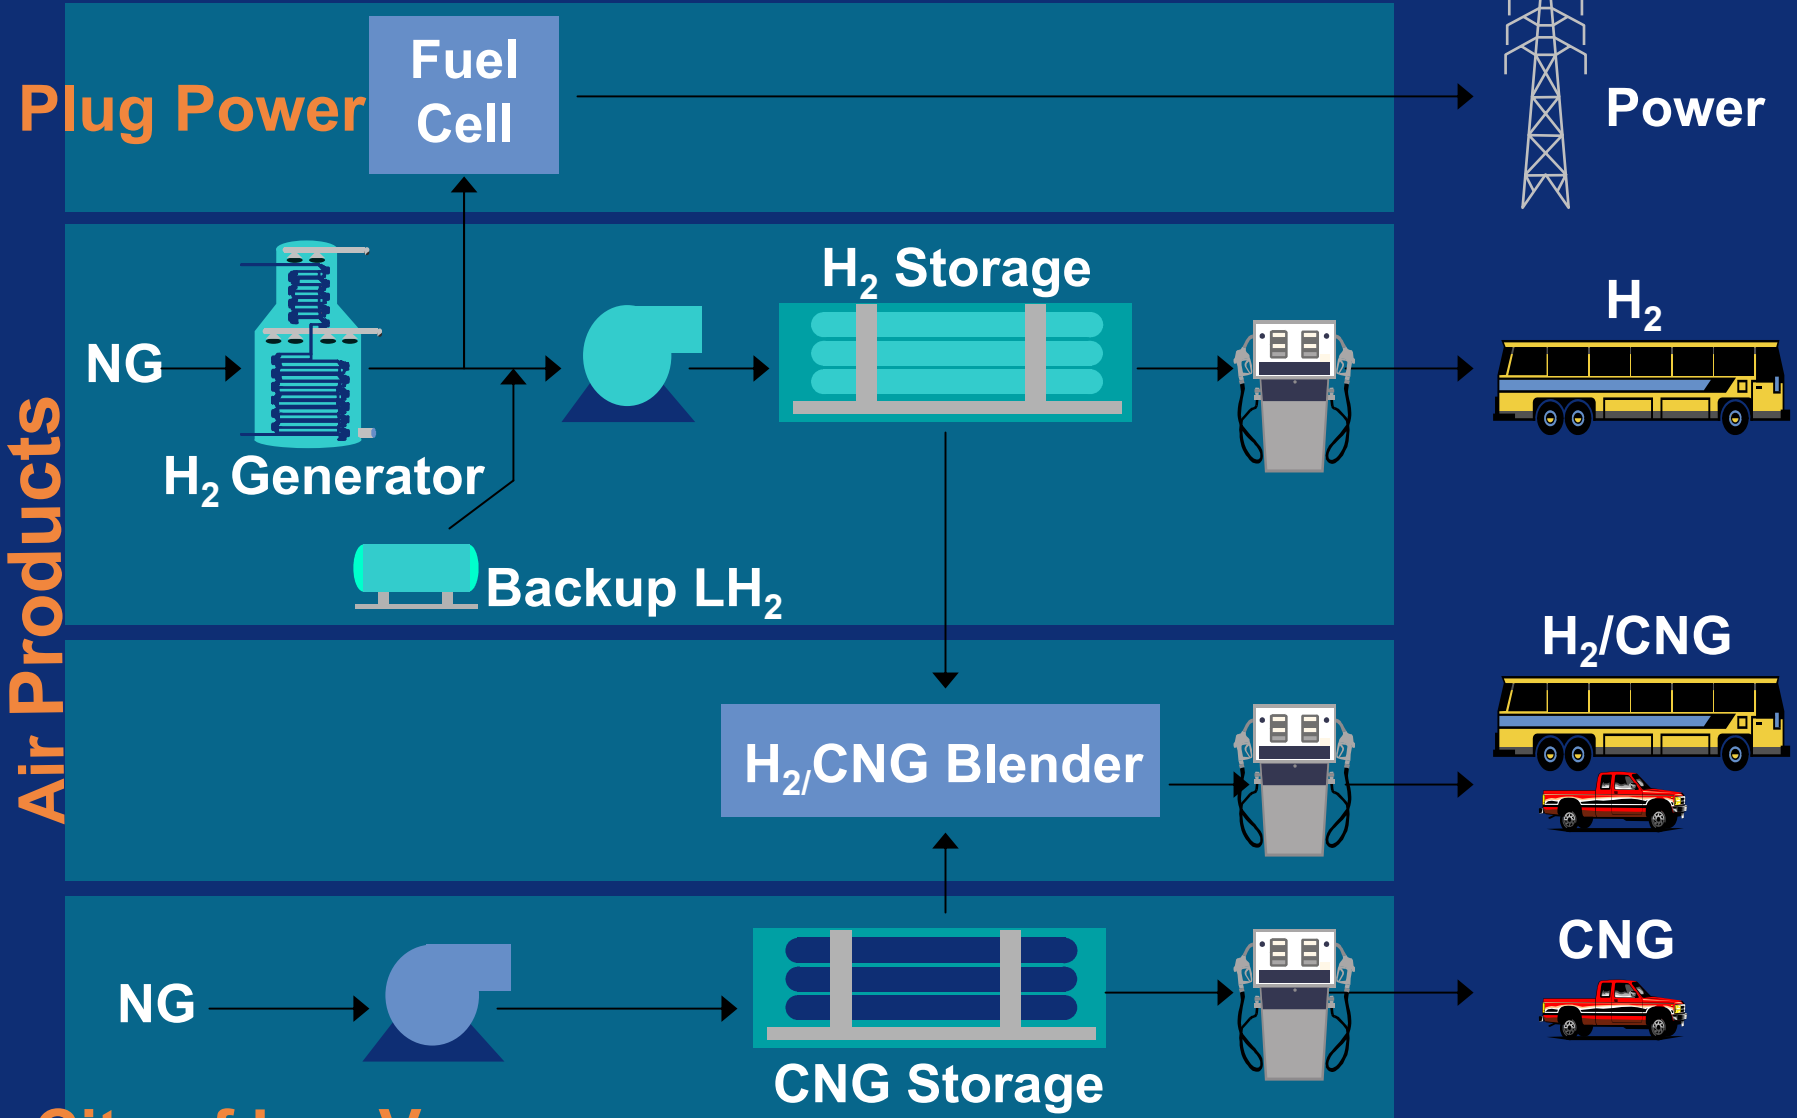 Fuel
Cell
Plug Power
Power
H₂ Storage
H₂
NG
H₂ Generator
Backup LH₂
Air Products
H₂/CNG
H₂/CNG Blender
CNG
NG
CNG Storage